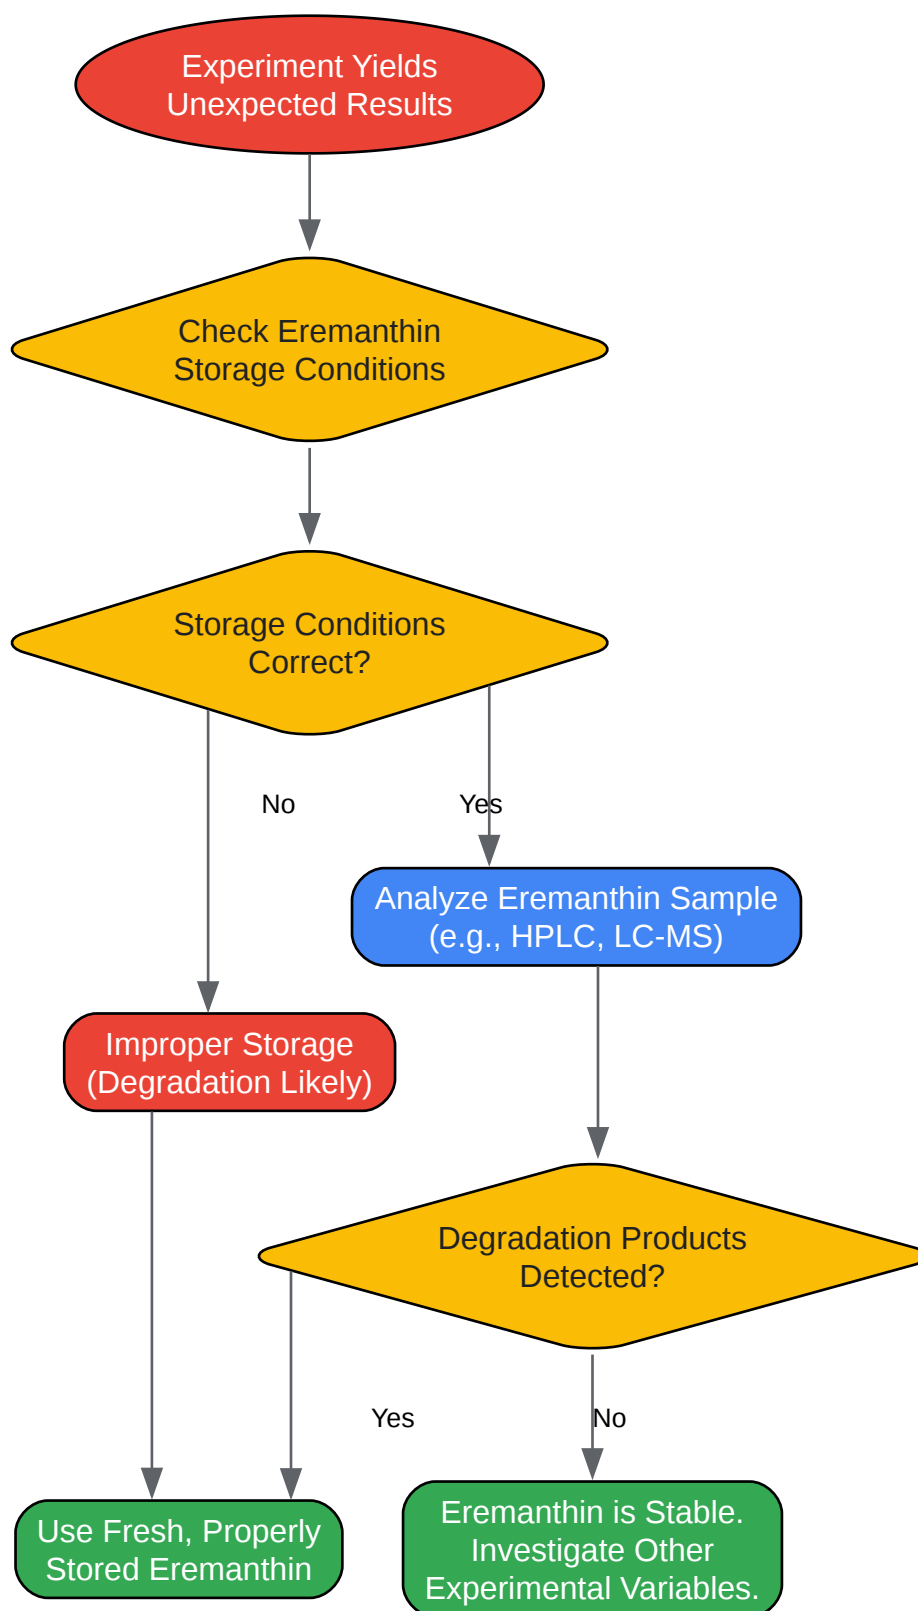 Experiment Yields
Unexpected Results
Check Eremanthin
Storage Conditions
Storage Conditions
Correct?
No
Yes
Analyze Eremanthin Sample
(e.g., HPLC, LC-MS)
Improper Storage
(Degradation Likely)
Degradation Products
Detected?
Yes
No
Use Fresh, Properly
Stored Eremanthin
Eremanthin is Stable.
Investigate Other
Experimental Variables.